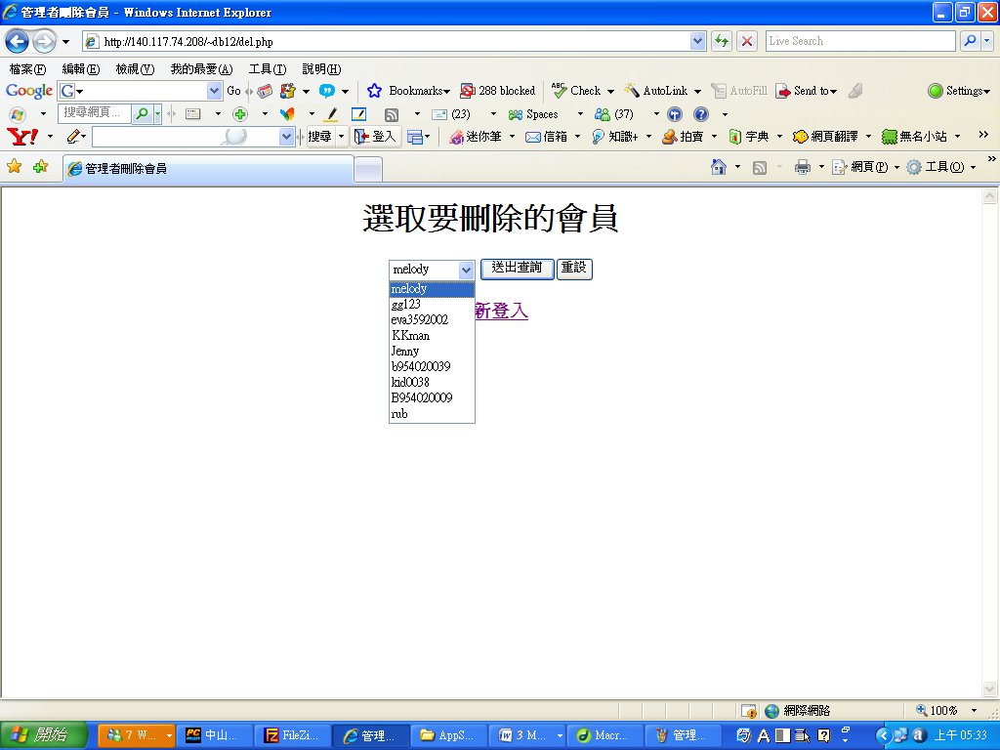 管理者刪除會員 - Windows Internet Explorer
http://140.117.74.208/~db12/del.php
Live Search
檔案(F) 編輯(E) 檢視(V) 我的最愛(A) 工具(T) 說明(H)
Google G Go Bookmarks 288 blocked Check AutoLink AutoFill Send to Settings
搜尋網頁... (23) Spaces (37)
Y! 搜尋 登入 迷你筆 信箱 知識+ 拍賣 字典 網頁翻譯 無名小站
管理者刪除會員 網頁(P) 工具(O)
選取要刪除的會員
melody 送出查詢 重設
melody
gg123
新登入
eva3592002
KKman
Jenny
b954020039
kid0038
B954020009
rub
網際網路 100%
開始 7 W... 中山... FileZi... 管理... AppS... 3 M... Macr... 管理... A 上午 05:33